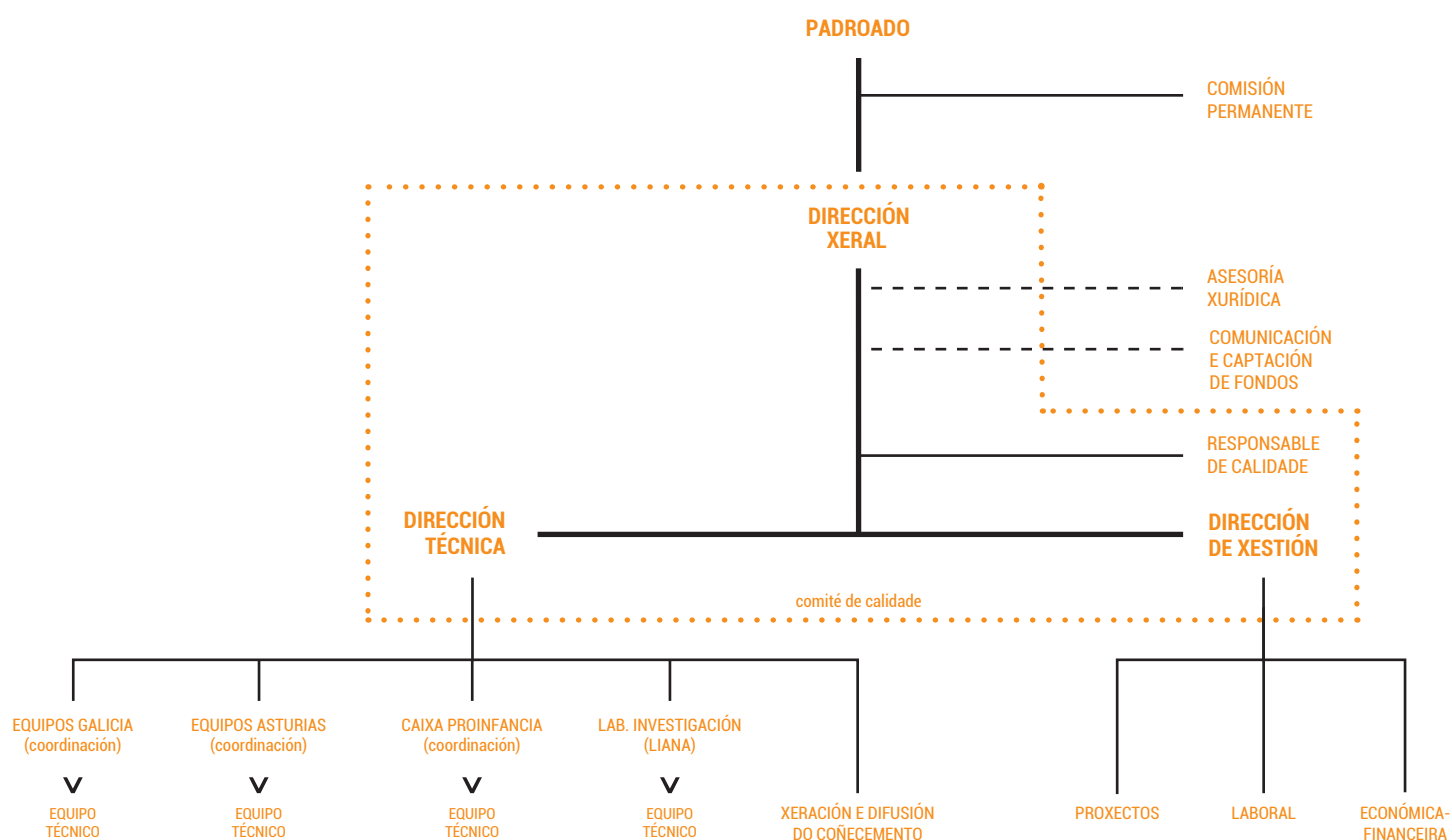 PADROADO
COMISIÓN
PERMANENTE
DIRECCIÓN
XERAL
ASESORÍA
XURÍDICA
COMUNICACIÓN
E CAPTACIÓN
DE FONDOS
RESPONSABLE
DE CALIDADE
DIRECCIÓN
TÉCNICA
DIRECCIÓN
DE XESTIÓN
comité de calidade
EQUIPOS GALICIA
(coordinación)
EQUIPOS ASTURIAS
(coordinación)
CAIXA PROINFANCIA
(coordinación)
LAB. INVESTIGACIÓN
(LIANA)
EQUIPO
TÉCNICO
EQUIPO
TÉCNICO
EQUIPO
TÉCNICO
EQUIPO
TÉCNICO
XERACIÓN E DIFUSIÓN
DO COÑECEMENTO
PROXECTOS
LABORAL
ECONÓMICA-
FINANCEIRA